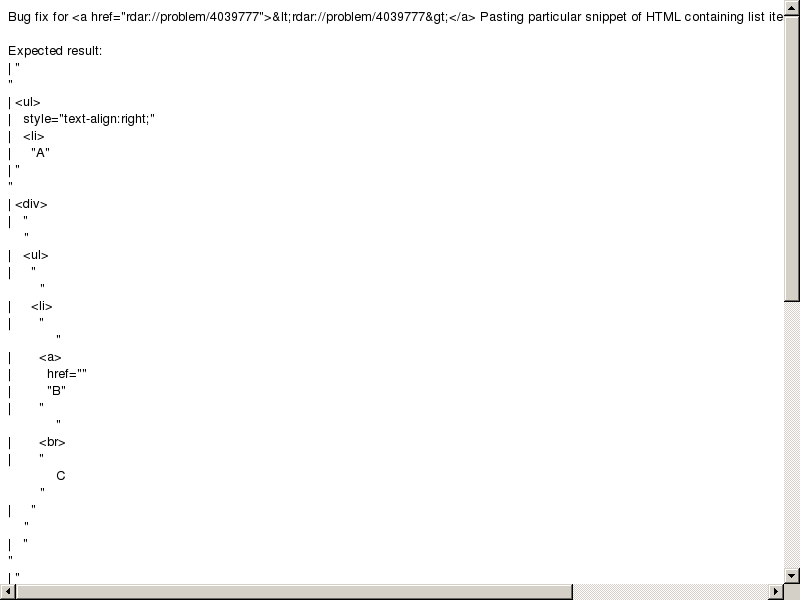 Bug fix for <a href="rdar://problem/4039777">&lt;rdar://problem/4039777&gt;</a> Pasting particular snippet of HTML containing list ite
Expected result:
| "
"
| <ul>
|   style="text-align:right;"
|   <li>
|     "A"
| "
"
| <div>
|   "
    "
|   <ul>
|     "
        "
|     <li>
|       "
            "
|       <a>
|         href=""
|         "B"
|       "
            "
|       <br>
|       "
            C
        "
|     "
    "
|   "
"
| "